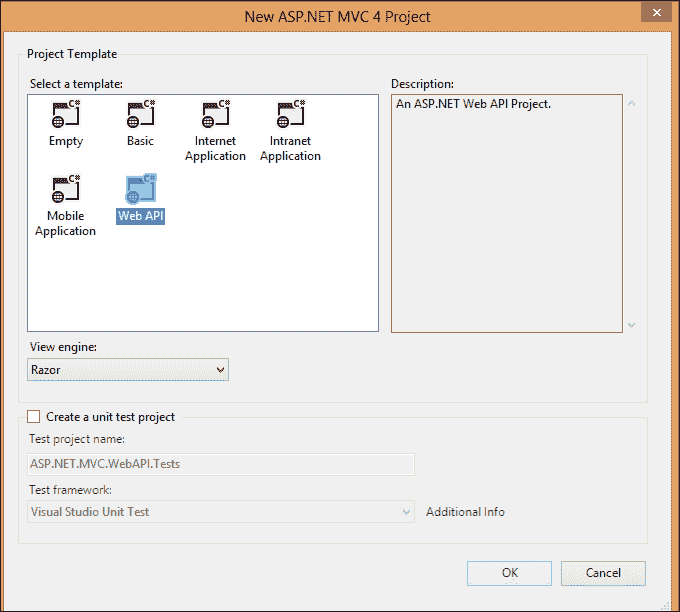 New ASP.NET MVC 4 Project
Project Template
Select a template:
Description:
C# C# C# C#
Empty Basic Internet Application Intranet Application
An ASP.NET Web API Project.
C# C#
Mobile Application Web API
View engine:
Razor
Create a unit test project
Test project name:
ASP.NET.MVC.WebAPI.Tests
Test framework:
Visual Studio Unit Test
Additional Info
OK Cancel